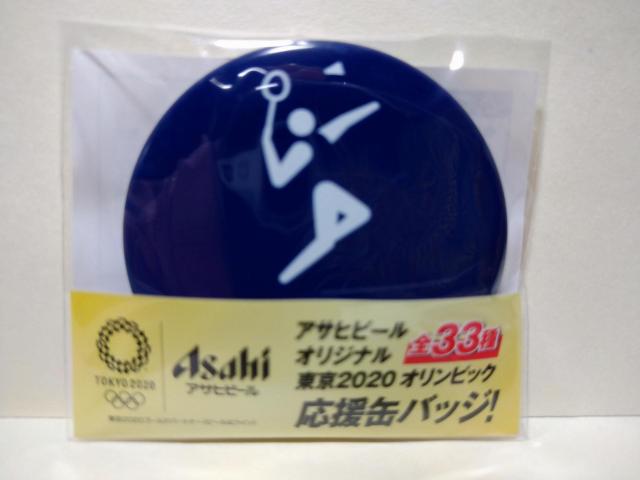 TOKYO 2020
Asahi
アサヒビール
アサヒビール
オリジナル
全33種
東京2020 オリンピック
応援缶バッジ!